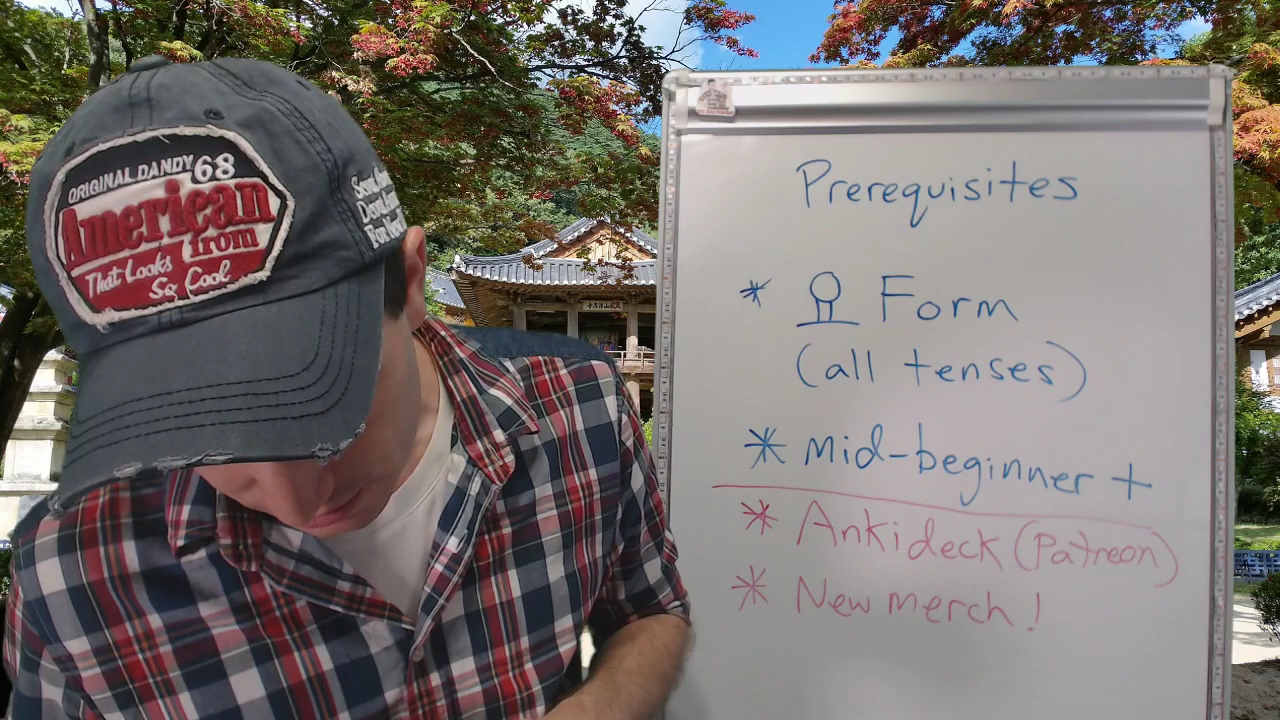 ORIGINAL DANDY 68
American
from
That Looks
So Cool
Prerequisites
* 요 Form
(all tenses)
* mid-beginner +
* Anki deck (Patreon)
* New merch!